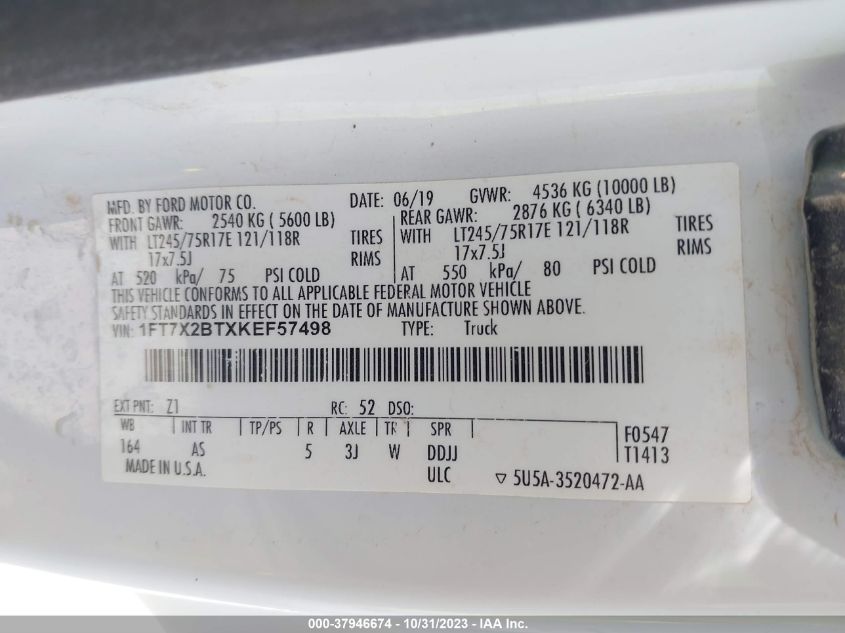 MFD. BY FORD MOTOR CO. DATE: 06/19 GVWR: 4536 KG (10000 LB)
FRONT GAWR: 2540 KG ( 5600 LB) REAR GAWR: 2876 KG ( 6340 LB)
WITH LT245/75R17E 121/118R TIRES WITH LT245/75R17E 121/118R TIRES
17x7.5J RIMS 17x7.5J RIMS
AT 520 kPa/ 75 PSI COLD AT 550 kPa/ 80 PSI COLD
THIS VEHICLE CONFORMS TO ALL APPLICABLE FEDERAL MOTOR VEHICLE
SAFETY STANDARDS IN EFFECT ON THE DATE OF MANUFACTURE SHOWN ABOVE.
VIN: 1FT7X2BTXKEF57498 TYPE: Truck
EXT PNT: Z1 RC: 52 DSO:
WB INT TR TP/PS R AXLE TR SPR F0547
164 AS 5 3J W DDJJ T1413
MADE IN U.S.A. ULC 5U5A-3520472-AA
000-37946674 - 10/31/2023 - IAA Inc.